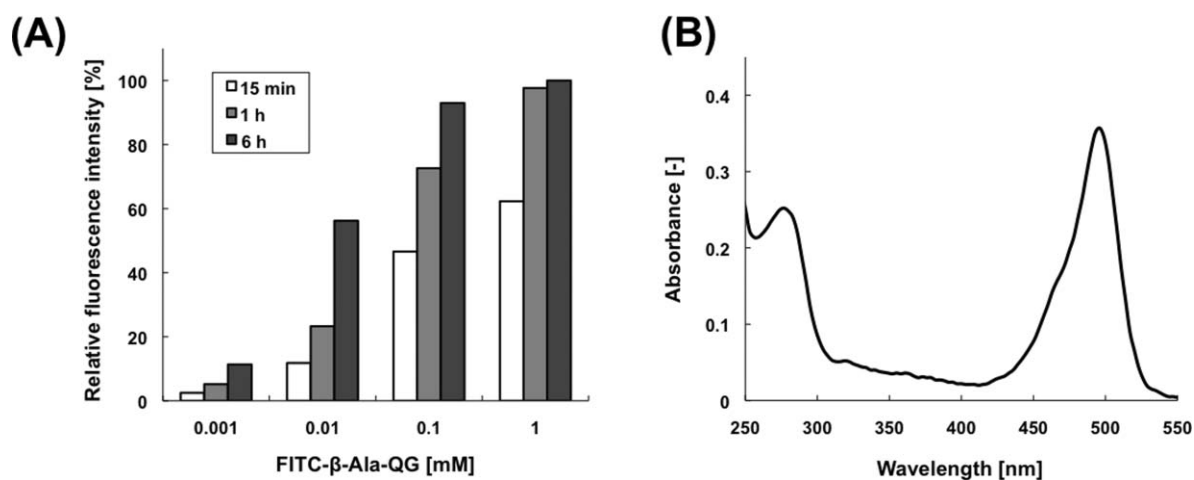 (A)
Relative fluorescence intensity [%]
100
80
60
40
20
0
15 min
1 h
6 h
0.001 0.01 0.1 1
FITC-β-Ala-QG [mM]
(B)
Absorbance [-]
0.4
0.3
0.2
0.1
0
250 300 350 400 450 500 550
Wavelength [nm]